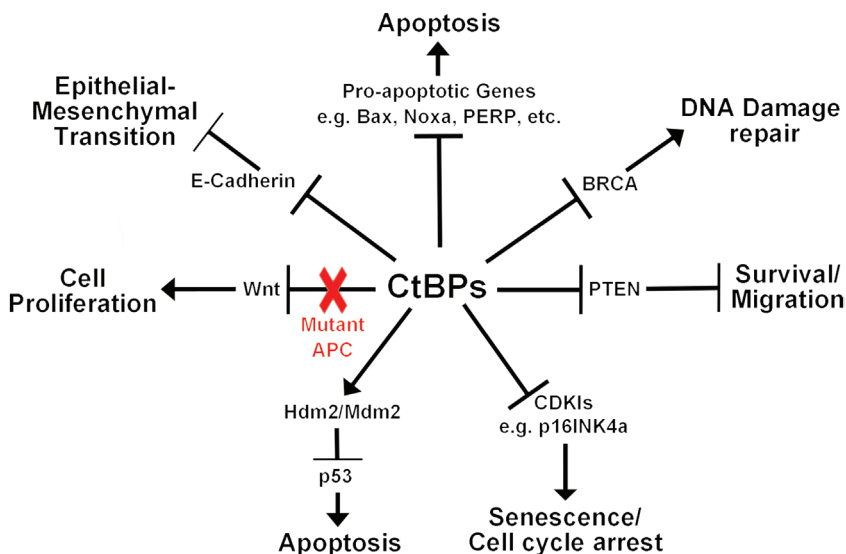 Apoptosis
Pro-apoptotic Genes
e.g. Bax, Noxa, PERP, etc.
Epithelial-
Mesenchymal
Transition
E-Cadherin
DNA Damage
repair
BRCA
Cell
Proliferation
Wnt
Mutant
APC
CtBPs
PTEN
Survival/
Migration
Hdm2/Mdm2
p53
Apoptosis
CDKIs
e.g. p16INK4a
Senescence/
Cell cycle arrest